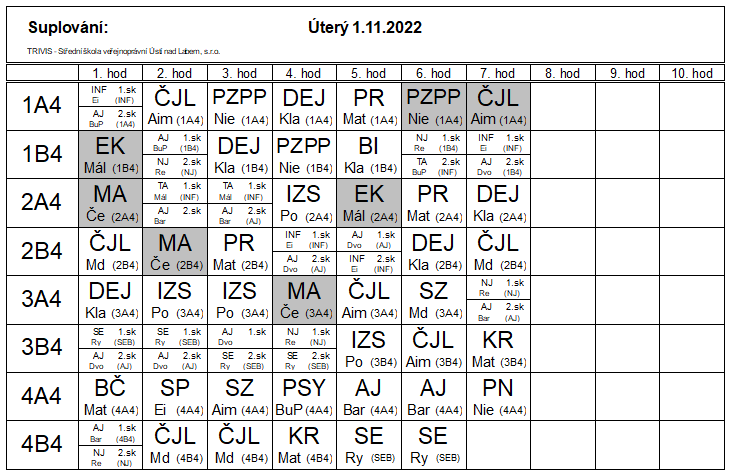 Suplování: Úterý 1.11.2022
TRIVIS - Střední škola veřejnoprávní Ústí nad Labem, s.r.o.
1. hod 2. hod 3. hod 4. hod 5. hod 6. hod 7. hod 8. hod 9. hod 10. hod
1A4
INF 1.sk ČJL PZPP DEJ PR PZPP ČJL
Ei (INF)
AJ 2.sk
BuP (1A4) Aim (1A4) Nie (1A4) Kla (1A4) Mat (1A4) Nie (1A4) Aim (1A4)
1B4
EK AJ 1.sk DEJ PZPP BI NJ 1.sk INF 1.sk
BuP (1B4) Re (1B4) Ei (INF)
NJ 2.sk TA 2.sk AJ 2.sk
Mál (1B4) Re (NJ) Kla (1B4) Nie (1B4) Kla (1B4) BuP (INF) Dvo (1B4)
2A4
MA TA 1.sk TA 1.sk IZS EK PR DEJ
Mál (INF) Mál (INF)
AJ 2.sk AJ 2.sk
Če (2A4) Bar Bar (AJ) Po (2A4) Mál (2A4) Mat (2A4) Kla (2A4)
2B4
ČJL MA PR INF 1.sk AJ 1.sk DEJ ČJL
Ei (INF) Dvo (AJ)
AJ 2.sk INF 2.sk
Md (2B4) Če (2B4) Mat (2B4) Dvo (AJ) Ei (INF) Kla (2B4) Md (2B4)
3A4
DEJ IZS IZS MA ČJL SZ NJ 1.sk
Re (NJ)
AJ 2.sk
Kla (3A4) Po (3A4) Po (3A4) Če (3A4) Aim (3A4) Md (3A4) Bar (AJ)
3B4
SE 1.sk SE 1.sk AJ 1.sk NJ 1.sk IZS ČJL KR
Ry (SEB) Ry (SEB) Dvo Re (NJ)
AJ 2.sk AJ 2.sk SE 2.sk SE 2.sk
Dvo (AJ) Dvo (AJ) Ry (SEB) Ry (SEB) Po (3B4) Aim (3B4) Mat (3B4)
4A4
BČ SP SZ PSY AJ AJ PN
Mat (4A4) Ei (4A4) Aim (4A4) BuP (4A4) Bar (4A4) Bar (4A4) Nie (4A4)
4B4
AJ 1.sk ČJL ČJL KR SE SE
Bar (4B4)
NJ 2.sk
Re (NJ) Md (4B4) Md (4B4) Mat (4B4) Ry (SEB) Ry (SEB)